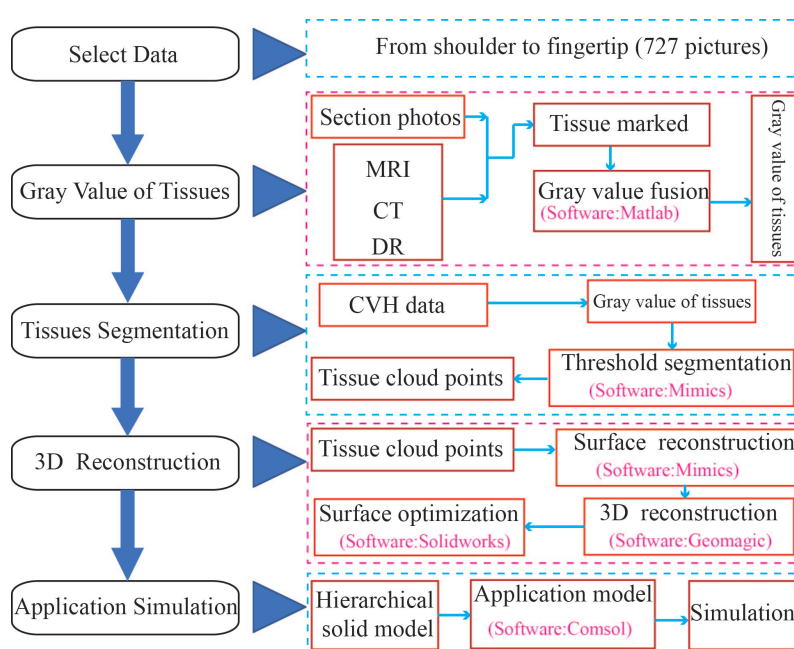 Select Data
From shoulder to fingertip (727 pictures)
Gray Value of Tissues
Section photos
MRI
CT
DR
Tissue marked
Gray value fusion
(Software:Matlab)
Gray value
of tissues
Tissues Segmentation
CVH data
Gray value of tissues
Threshold segmentation
(Software:Mimics)
Tissue cloud points
3D Reconstruction
Tissue cloud points
Surface reconstruction
(Software:Mimics)
3D reconstruction
(Software:Geomagic)
Surface optimization
(Software:Solidworks)
Application Simulation
Hierarchical
solid model
Application model
(Software:Comsol)
Simulation